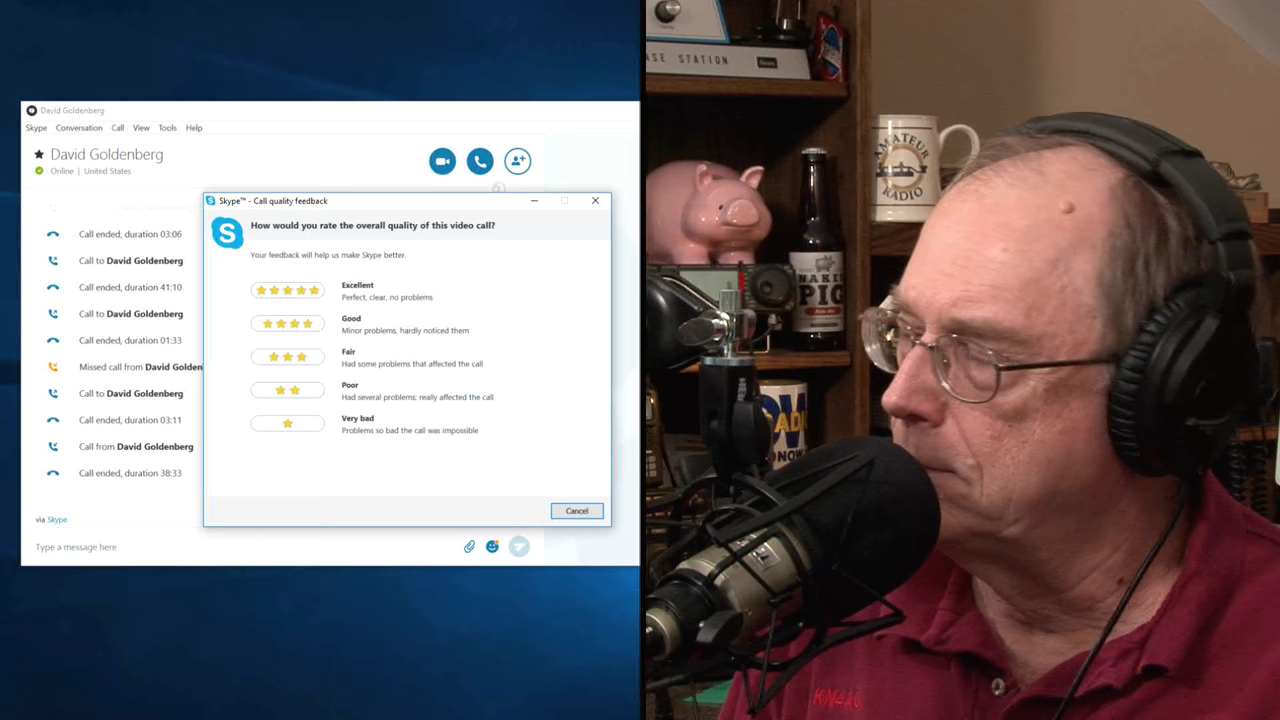 David Goldenberg
Skype Conversation Call View Tools Help
David Goldenberg
Online | United States
Call ended, duration 03:06
Call to David Goldenberg
Call ended, duration 41:10
Call to David Goldenberg
Call ended, duration 01:33
Missed call from David Golden
Call to David Goldenberg
Call ended, duration 03:11
Call from David Goldenberg
Call ended, duration 38:33
via Skype
Type a message here
Skype™ - Call quality feedback
S
How would you rate the overall quality of this video call?
Your feedback will help us make Skype better.
Excellent
Perfect, clear, no problems
Good
Minor problems, hardly noticed them
Fair
Had some problems that affected the call
Poor
Had several problems; really affected the call
Very bad
Problems so bad the call was impossible
Cancel
ASE STATION
AMATEUR
RADIO
NAKED
PIG